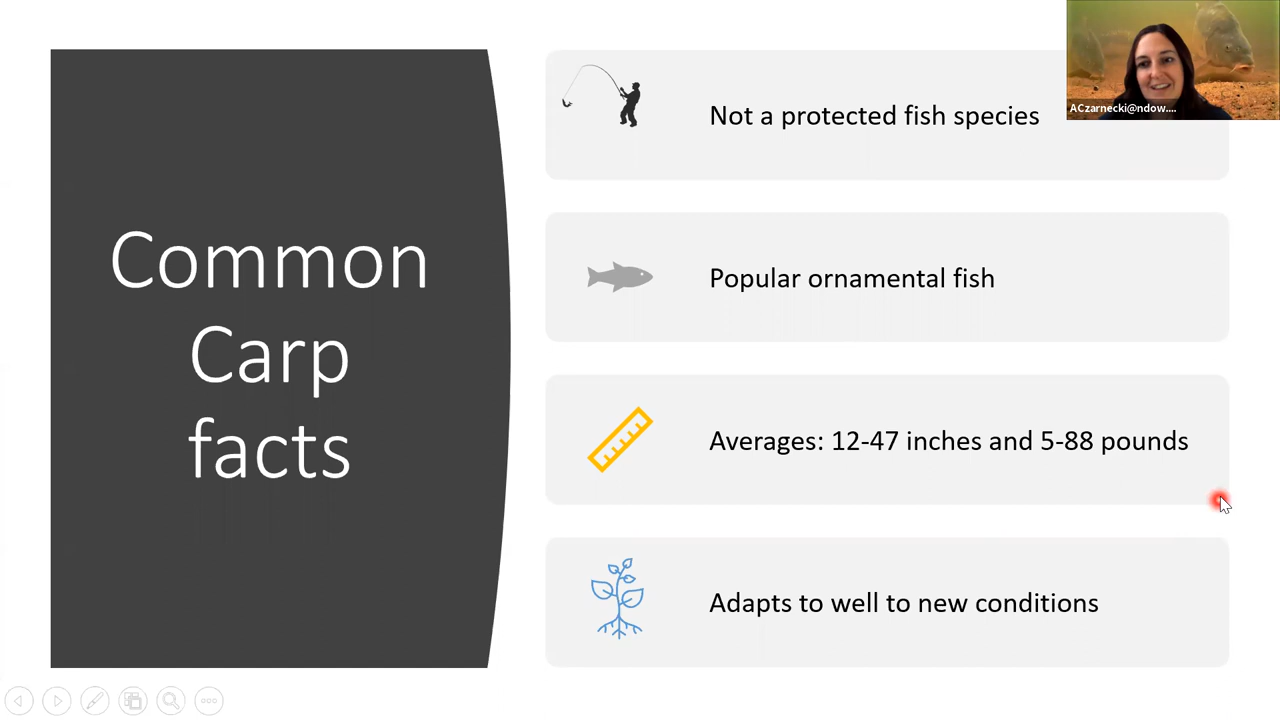 Common
Carp
facts
Not a protected fish species
Popular ornamental fish
Averages: 12-47 inches and 5-88 pounds
Adapts to well to new conditions
ACzarnecki@ndow....